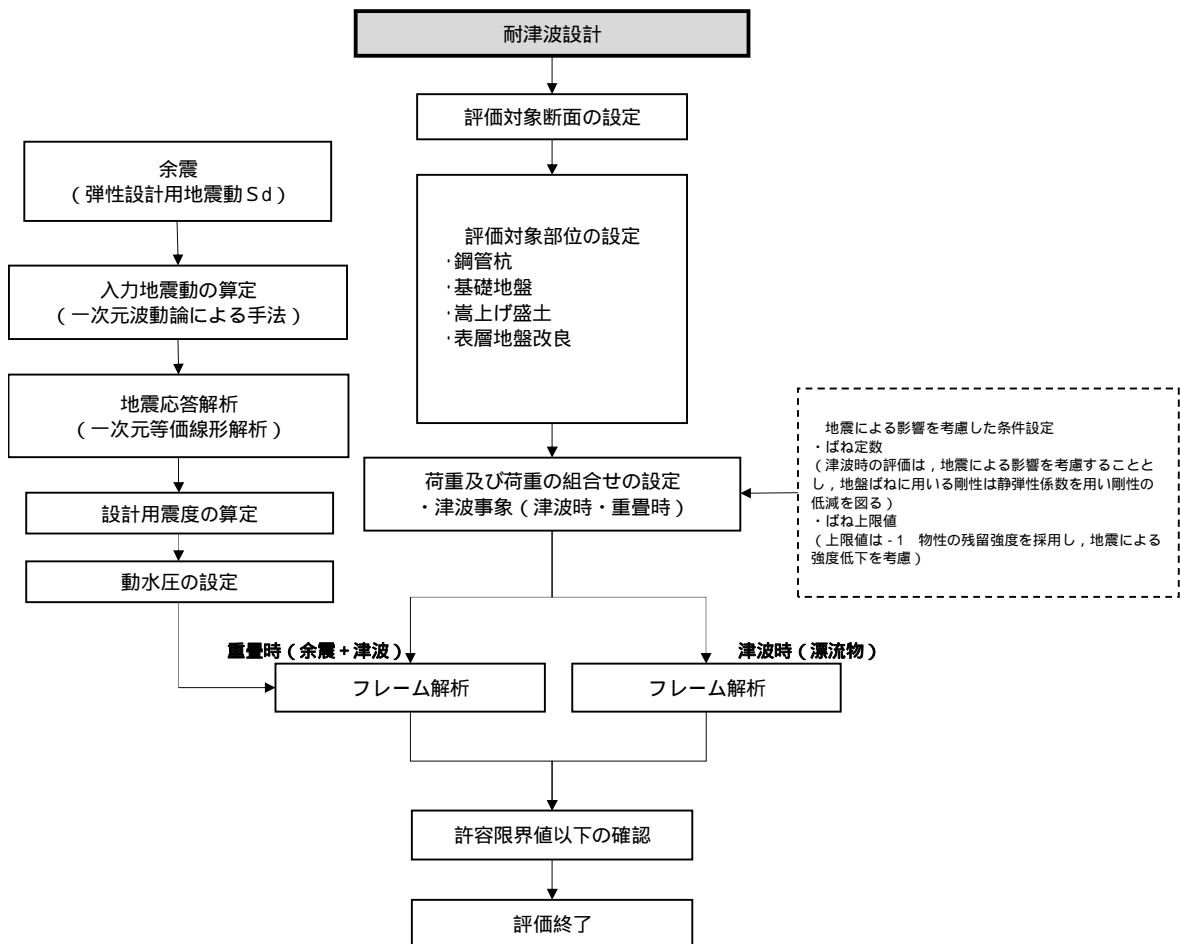 耐津波設計
評価対象断面の設定
余震
（弾性設計用地震動Ｓｄ）
評価対象部位の設定
・鋼管杭
・基礎地盤
・嵩上げ盛土
・表層地盤改良
入力地震動の算定
（一次元波動論による手法）
地震応答解析
（一次元等価線形解析）
地震による影響を考慮した条件設定
・ばね定数
（津波時の評価は，地震による影響を考慮することと
し，地盤ばねに用いる剛性は静弾性係数を用い剛性の
低減を図る）
・ばね上限値
（上限値は－１　物性の残留強度を採用し，地震による
強度低下を考慮）
荷重及び荷重の組合せの設定
・津波事象（津波時・重畳時）
設計用震度の算定
動水圧の設定
重畳時（余震＋津波）
津波時（漂流物）
フレーム解析
フレーム解析
許容限界値以下の確認
評価終了